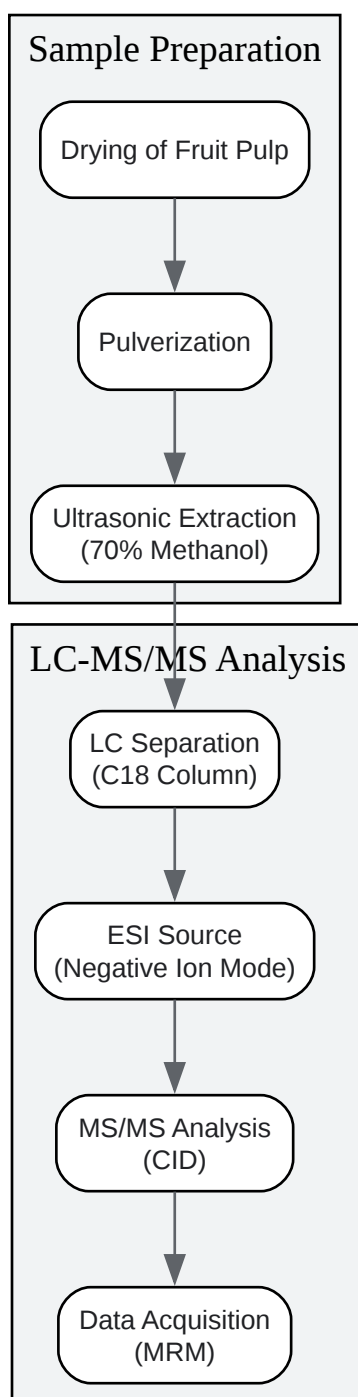 Sample Preparation
Drying of Fruit Pulp
Pulverization
Ultrasonic Extraction
(70% Methanol)
LC-MS/MS Analysis
LC Separation
(C18 Column)
ESI Source
(Negative Ion Mode)
MS/MS Analysis
(CID)
Data Acquisition
(MRM)